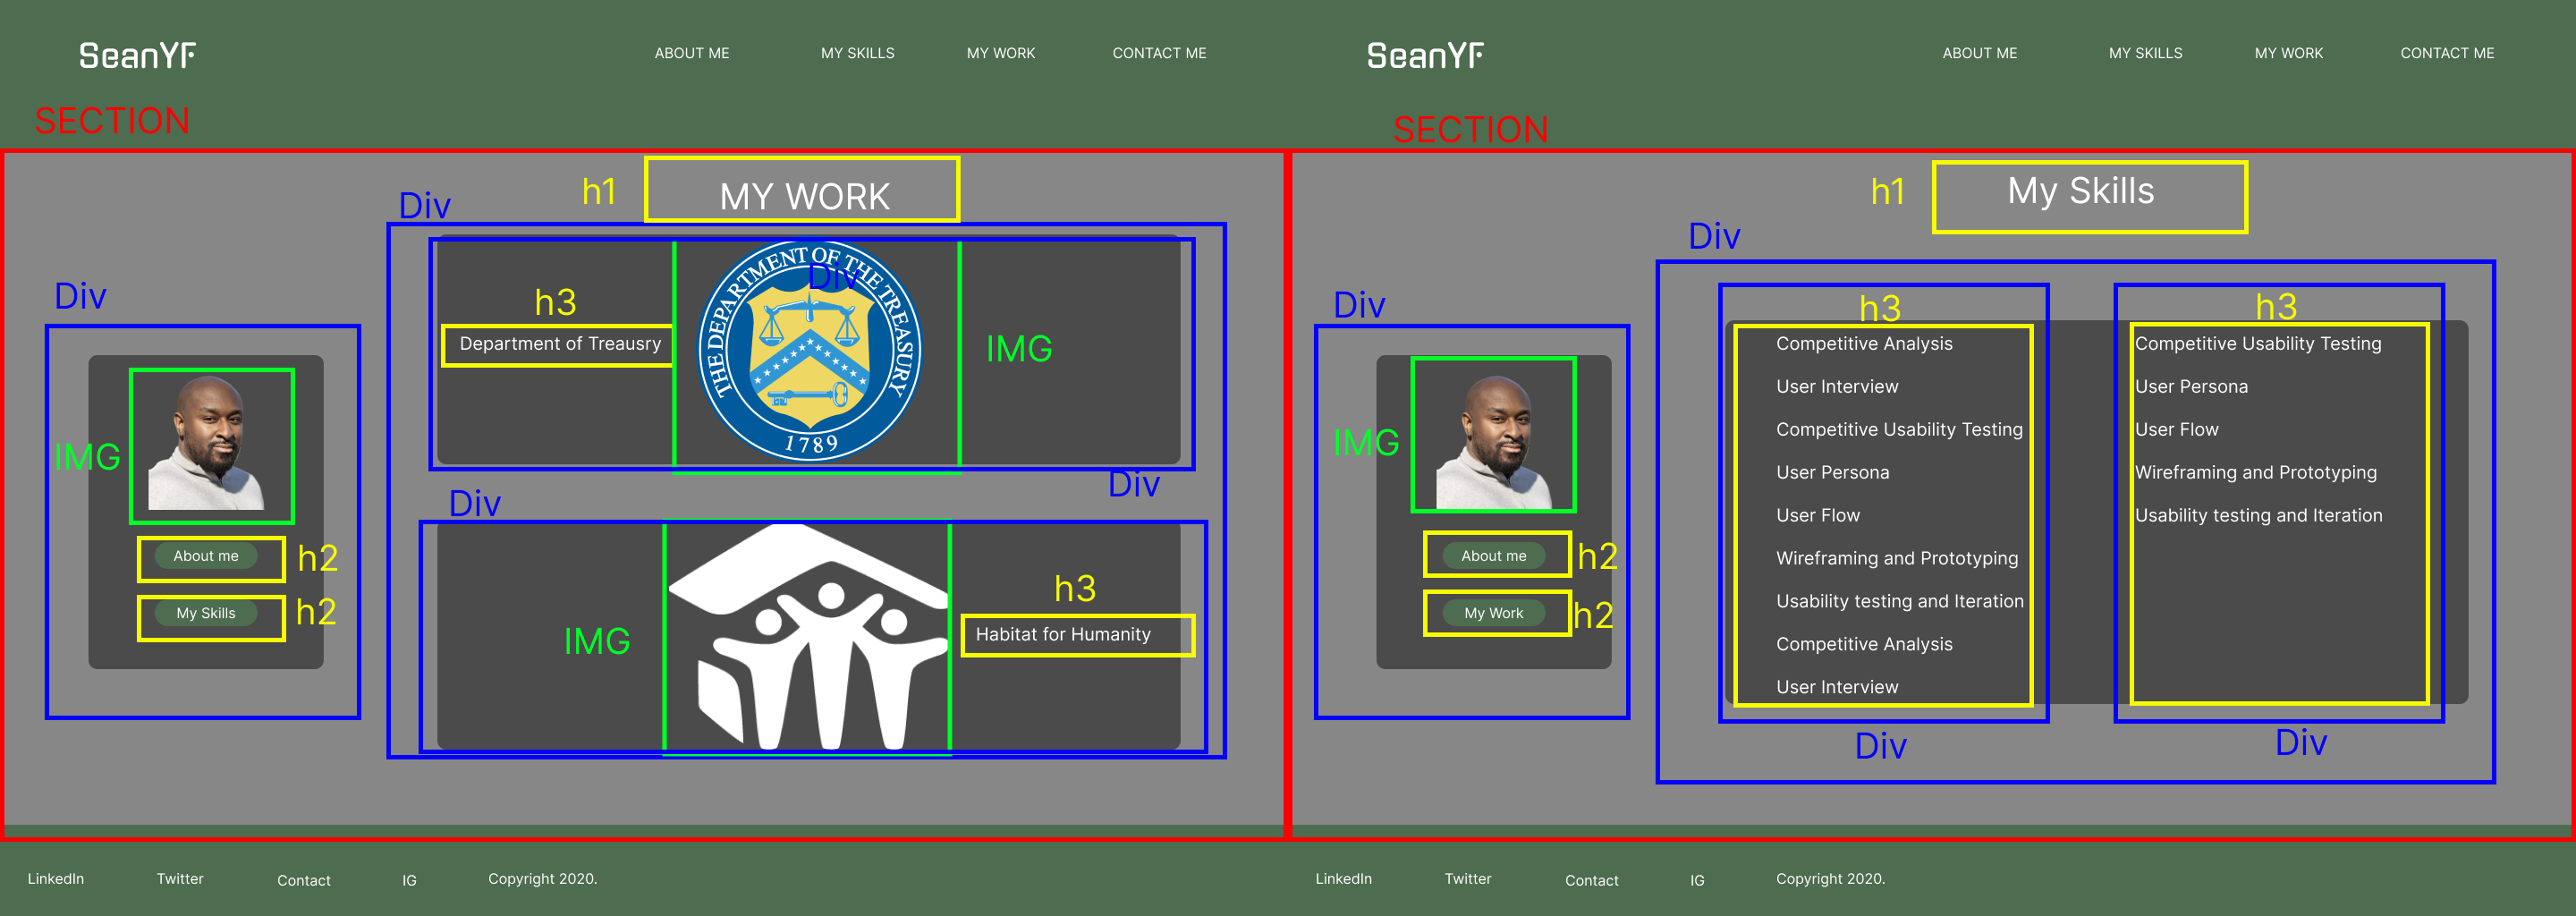 SeanYF
ABOUT ME
MY SKILLS
MY WORK
CONTACT ME
SECTION
h1
MY WORK
Div
Div
h3
Department of Treausry
THE DEPARTMENT OF THE TREASURY
1789
Div
IMG
Div
IMG
About me
h2
My Skills
h2
Div
Div
IMG
h3
Habitat for Humanity
LinkedIn
Twitter
Contact
IG
Copyright 2020.
SeanYF
ABOUT ME
MY SKILLS
MY WORK
CONTACT ME
SECTION
h1
My Skills
Div
Div
IMG
About me
h2
My Work
h2
h3
Competitive Analysis
User Interview
Competitive Usability Testing
User Persona
User Flow
Wireframing and Prototyping
Usability testing and Iteration
Competitive Analysis
User Interview
Div
h3
Competitive Usability Testing
User Persona
User Flow
Wireframing and Prototyping
Usability testing and Iteration
Div
LinkedIn
Twitter
Contact
IG
Copyright 2020.